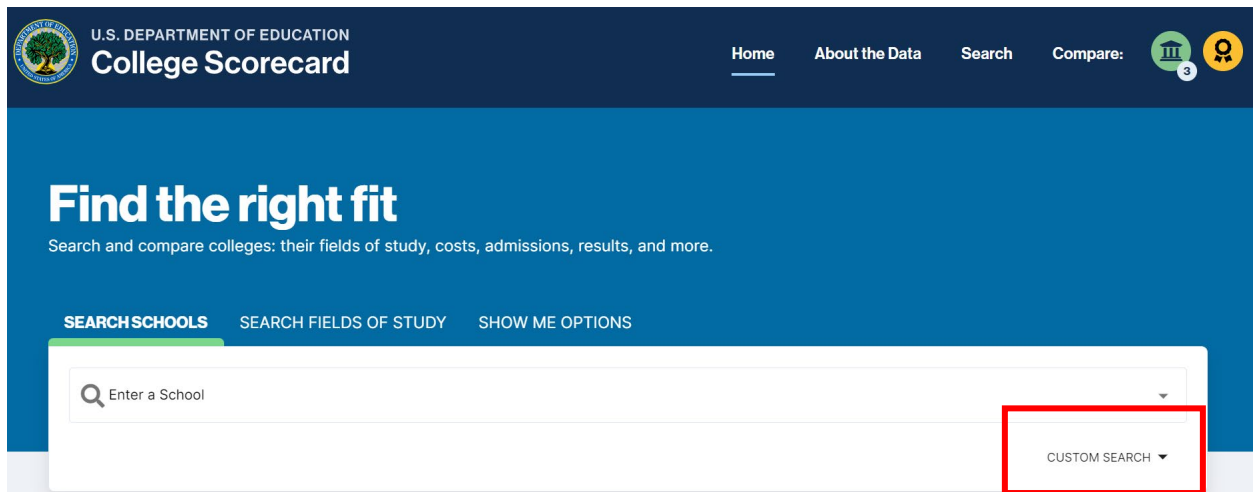 U.S. DEPARTMENT OF EDUCATION
College Scorecard
Home About the Data Search Compare:
3
Find the right fit
Search and compare colleges: their fields of study, costs, admissions, results, and more.
SEARCH SCHOOLS SEARCH FIELDS OF STUDY SHOW ME OPTIONS
Enter a School
CUSTOM SEARCH